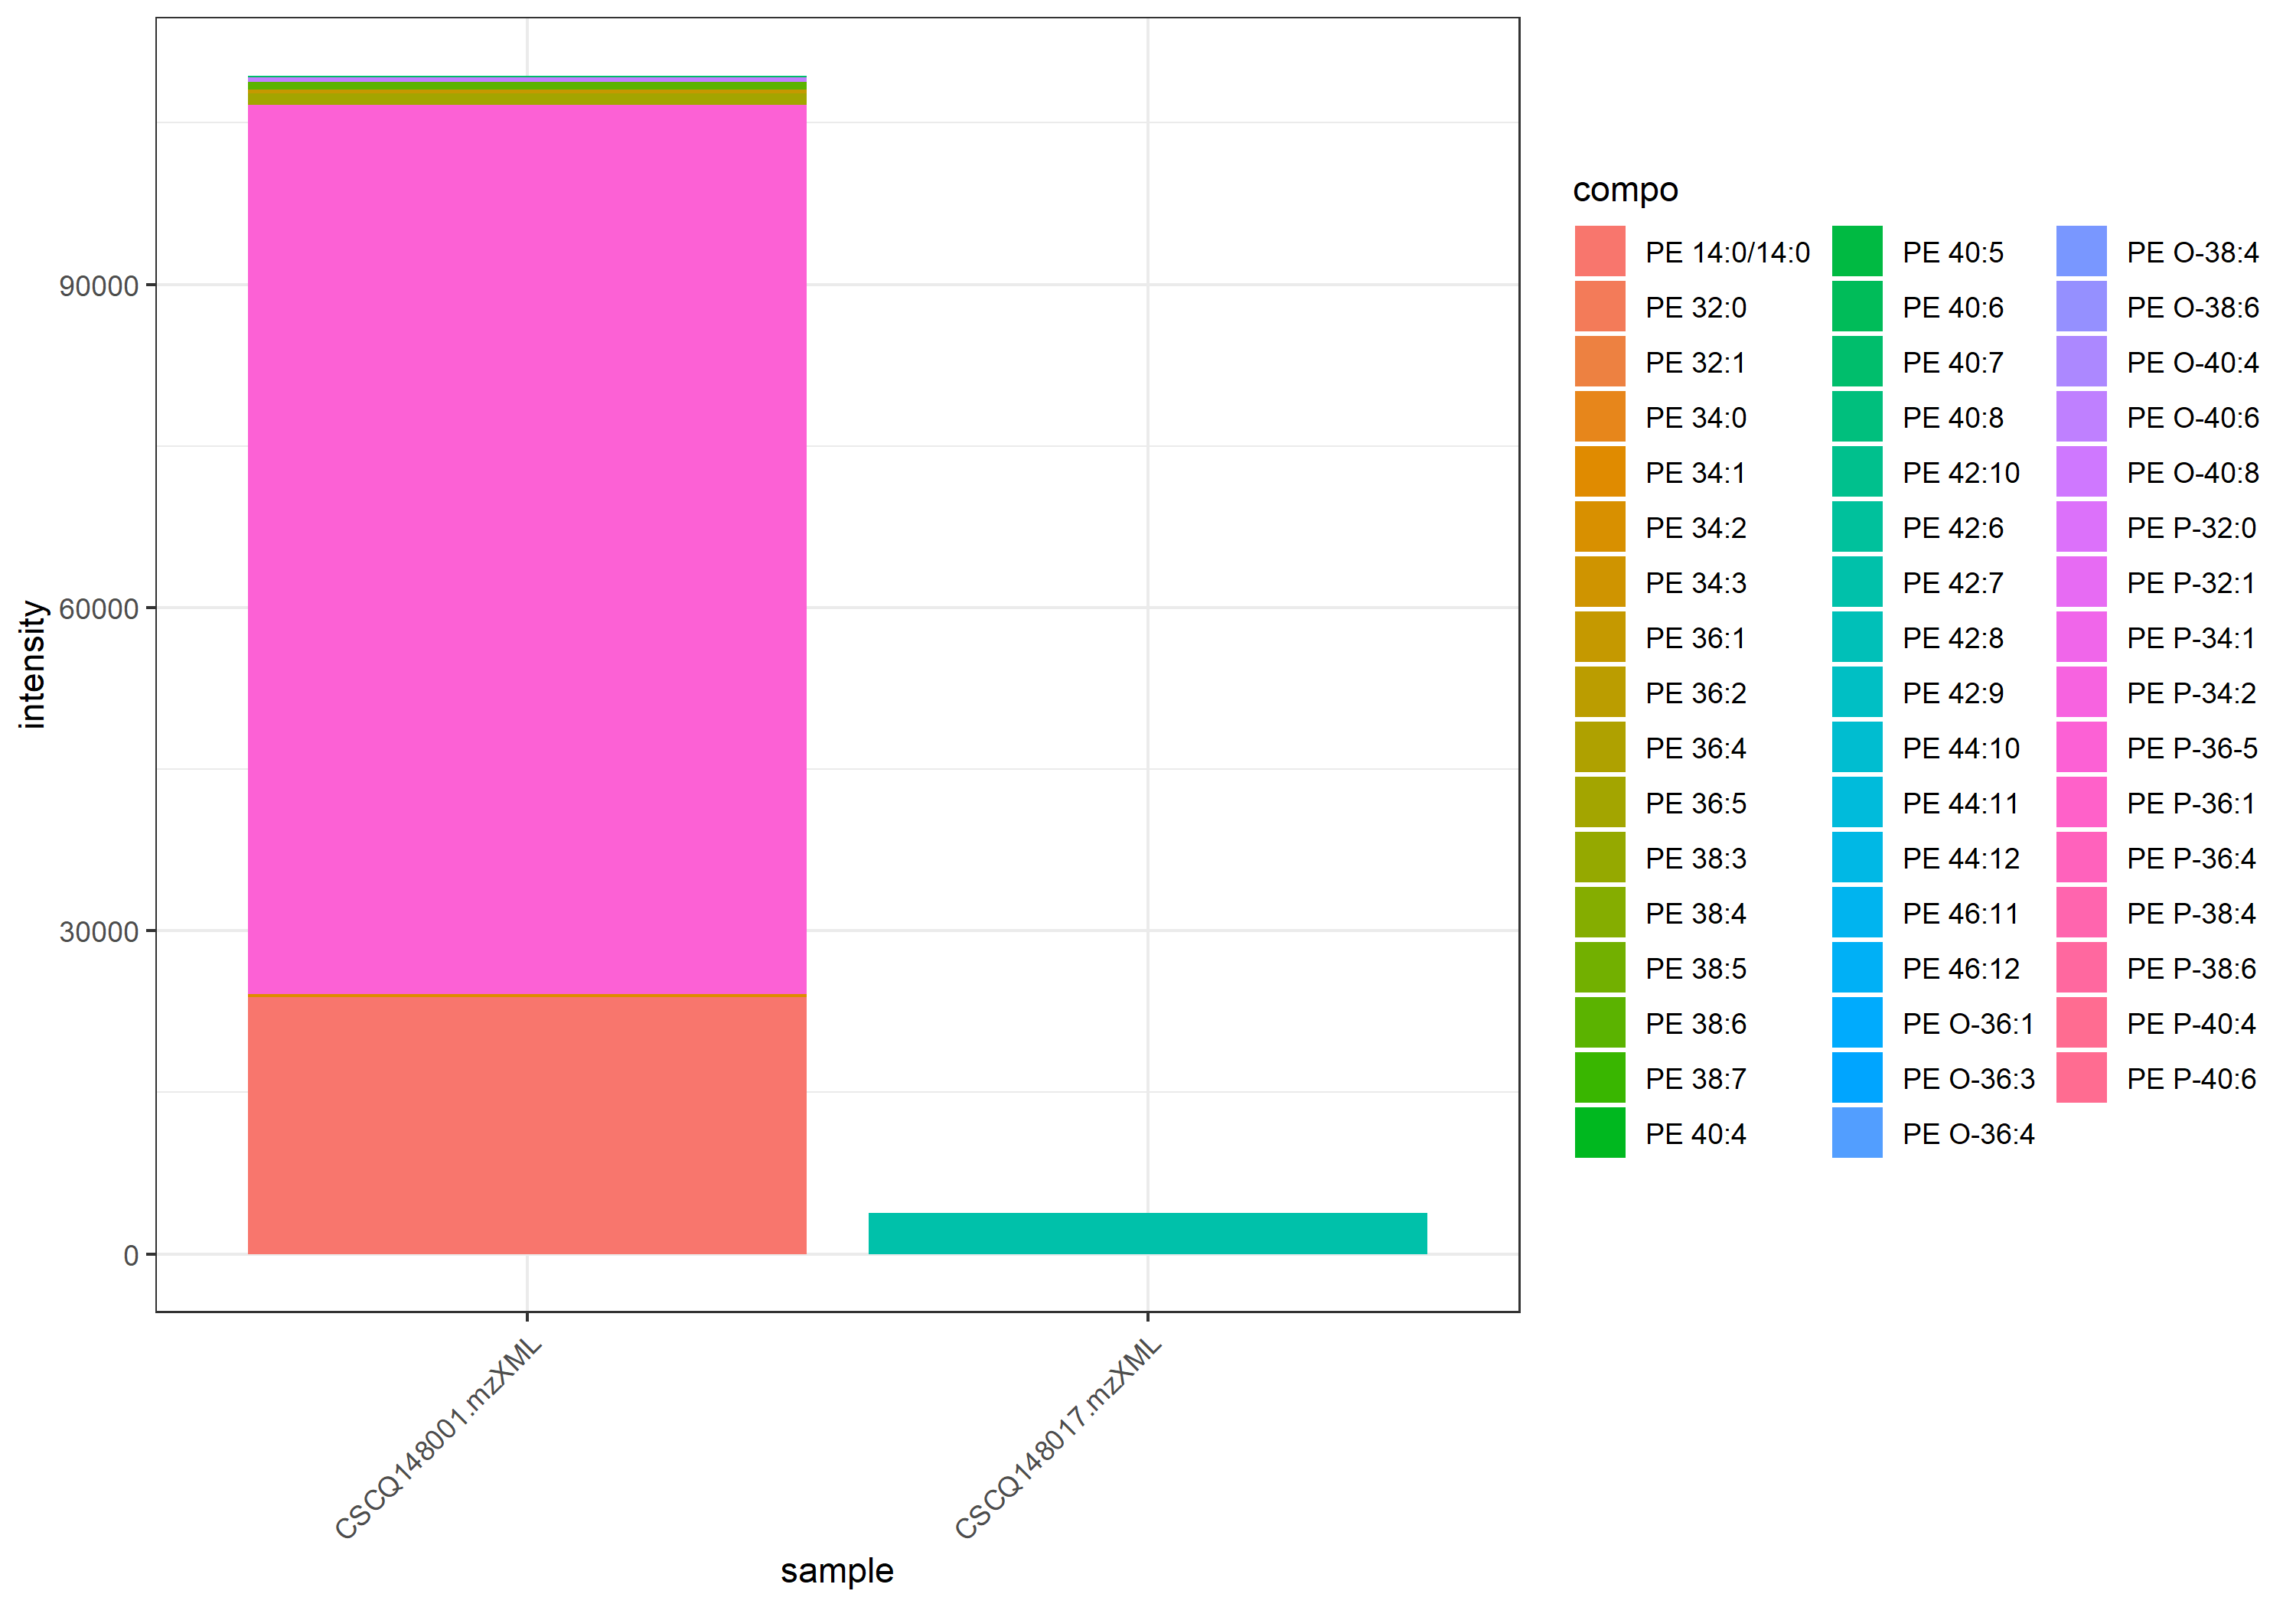 90000
60000
30000
0
intensity
CSCQ148001.mzXML
CSCQ148017.mzXML
sample
compo
PE 14:0/14:0
PE 32:0
PE 32:1
PE 34:0
PE 34:1
PE 34:2
PE 34:3
PE 36:1
PE 36:2
PE 36:4
PE 36:5
PE 38:3
PE 38:4
PE 38:5
PE 38:6
PE 38:7
PE 40:4
PE 40:5
PE 40:6
PE 40:7
PE 40:8
PE 42:10
PE 42:6
PE 42:7
PE 42:8
PE 42:9
PE 44:10
PE 44:11
PE 44:12
PE 46:11
PE 46:12
PE O-36:1
PE O-36:3
PE O-36:4
PE O-38:4
PE O-38:6
PE O-40:4
PE O-40:6
PE O-40:8
PE P-32:0
PE P-32:1
PE P-34:1
PE P-34:2
PE P-36-5
PE P-36:1
PE P-36:4
PE P-38:4
PE P-38:6
PE P-40:4
PE P-40:6